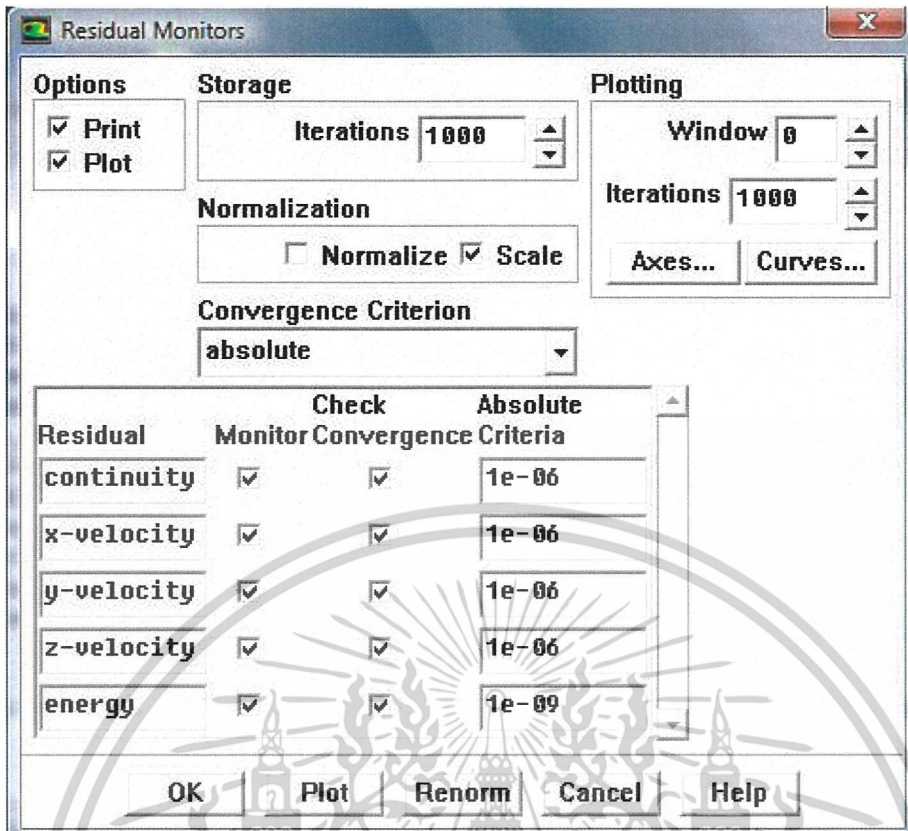 Residual Monitors
Options
Print
Plot
Storage
Iterations 1000
Normalization
Normalize Scale
Convergence Criterion
absolute
Plotting
Window 0
Iterations 1000
Axes... Curves...
Check Absolute
Residual Monitor Convergence Criteria
continuity 1e-06
x-velocity 1e-06
y-velocity 1e-06
z-velocity 1e-06
energy 1e-09
OK Plot Renorm Cancel Help